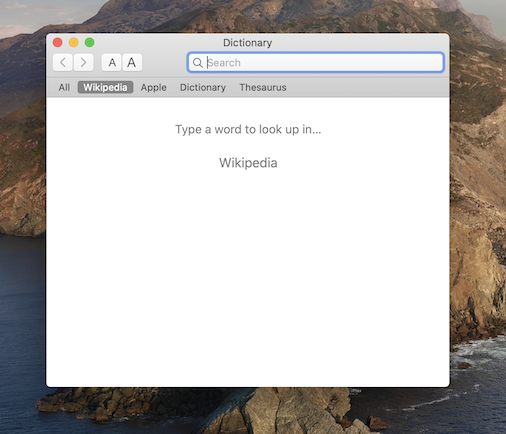 Dictionary
A A Search
All Wikipedia Apple Dictionary Thesaurus
Type a word to look up in...
Wikipedia